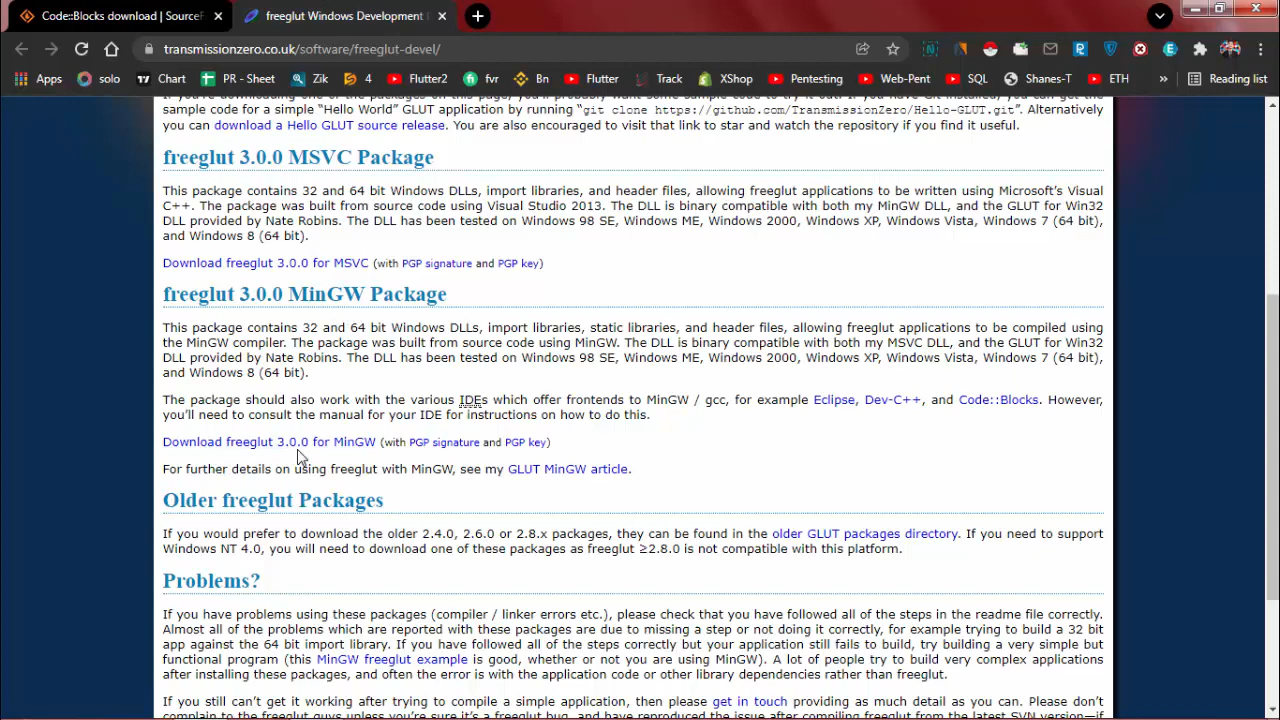 Code::Blocks download | SourceF
freeglut Windows Development
transmissionzero.co.uk/software/freeglut-devel/
Apps solo Chart PR - Sheet Zik 4 Flutter2 fvr Bn Flutter Track XShop Pentesting Web-Pent SQL Shanes-T ETH » Reading list
sample code for a simple “Hello World” GLUT application by running “git clone https://github.com/TransmissionZero/Hello-GLUT.git”. Alternatively
you can download a Hello GLUT source release. You are also encouraged to visit that link to star and watch the repository if you find it useful.
freeglut 3.0.0 MSVC Package
This package contains 32 and 64 bit Windows DLLs, import libraries, and header files, allowing freeglut applications to be written using Microsoft’s Visual
C++. The package was built from source code using Visual Studio 2013. The DLL is binary compatible with both my MinGW DLL, and the GLUT for Win32
DLL provided by Nate Robins. The DLL has been tested on Windows 98 SE, Windows ME, Windows 2000, Windows XP, Windows Vista, Windows 7 (64 bit),
and Windows 8 (64 bit).
Download freeglut 3.0.0 for MSVC (with PGP signature and PGP key)
freeglut 3.0.0 MinGW Package
This package contains 32 and 64 bit Windows DLLs, import libraries, static libraries, and header files, allowing freeglut applications to be compiled using
the MinGW compiler. The package was built from source code using MinGW. The DLL is binary compatible with both my MSVC DLL, and the GLUT for Win32
DLL provided by Nate Robins. The DLL has been tested on Windows 98 SE, Windows ME, Windows 2000, Windows XP, Windows Vista, Windows 7 (64 bit),
and Windows 8 (64 bit).
The package should also work with the various IDEs which offer frontends to MinGW / gcc, for example Eclipse, Dev-C++, and Code::Blocks. However,
you’ll need to consult the manual for your IDE for instructions on how to do this.
Download freeglut 3.0.0 for MinGW (with PGP signature and PGP key)
For further details on using freeglut with MinGW, see my GLUT MinGW article.
Older freeglut Packages
If you would prefer to download the older 2.4.0, 2.6.0 or 2.8.x packages, they can be found in the older GLUT packages directory. If you need to support
Windows NT 4.0, you will need to download one of these packages as freeglut ≥2.8.0 is not compatible with this platform.
Problems?
If you have problems using these packages (compiler / linker errors etc.), please check that you have followed all of the steps in the readme file correctly.
Almost all of the problems which are reported with these packages are due to missing a step or not doing it correctly, for example trying to build a 32 bit
app against the 64 bit import library. If you have followed all of the steps correctly but your application still fails to build, try building a very simple but
functional program (this MinGW freeglut example is good, whether or not you are using MinGW). A lot of people try to build very complex applications
after installing these packages, and often the error is with the application code or other library dependencies rather than freeglut.
If you still can’t get it working after trying to compile a simple application, then please get in touch providing as much detail as you can. Please don’t
complain to the freeglut guys unless you’re sure it’s a freeglut bug, and have reproduced the issue after compiling freeglut from the latest SVN version—if